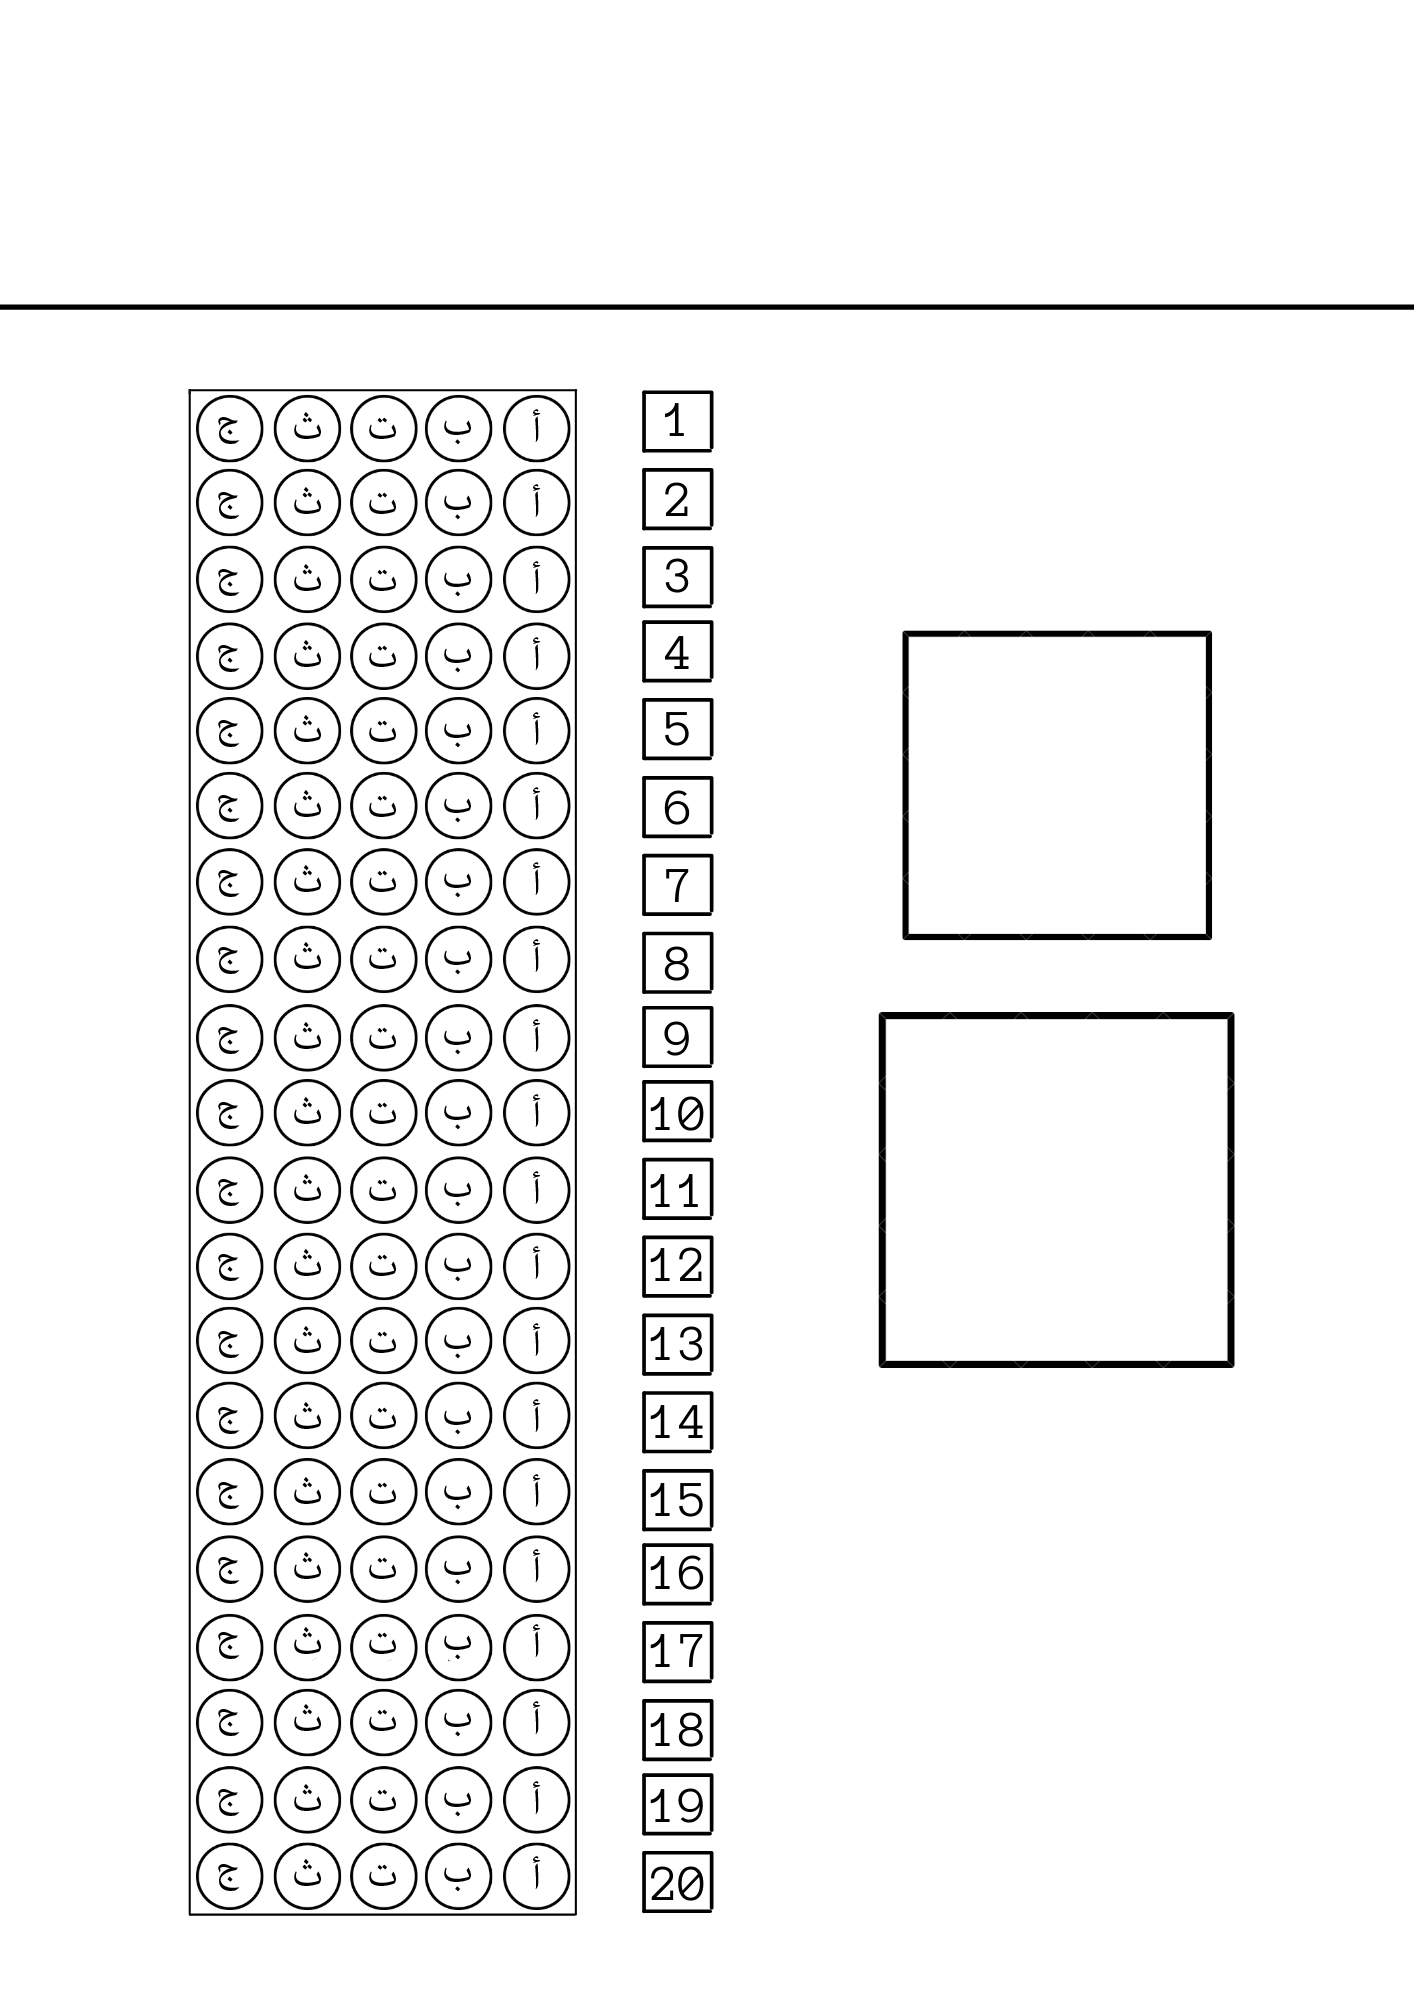 1 أ ب ت ث ج
2 أ ب ت ث ج
3 أ ب ت ث ج
4 أ ب ت ث ج
5 أ ب ت ث ج
6 أ ب ت ث ج
7 أ ب ت ث ج
8 أ ب ت ث ج
9 أ ب ت ث ج
10 أ ب ت ث ج
11 أ ب ت ث ج
12 أ ب ت ث ج
13 أ ب ت ث ج
14 أ ب ت ث ج
15 أ ب ت ث ج
16 أ ب ت ث ج
17 أ ب ت ث ج
18 أ ب ت ث ج
19 أ ب ت ث ج
20 أ ب ت ث ج